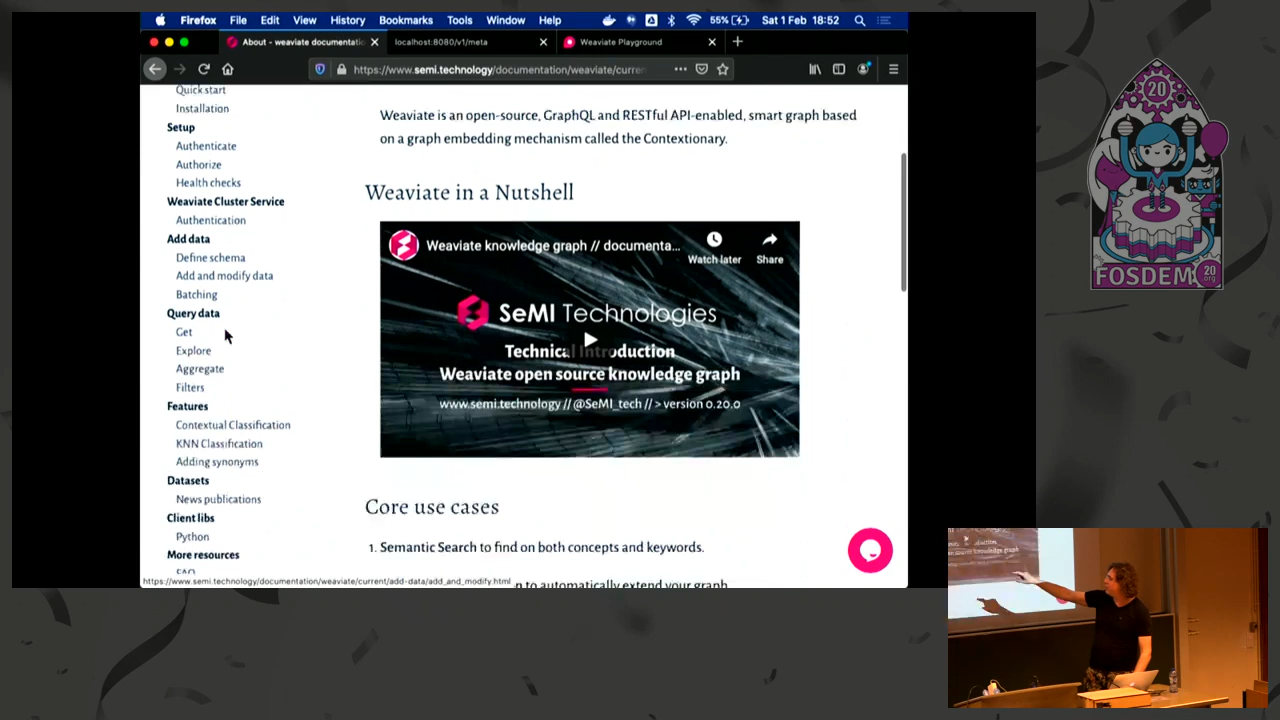 Firefox File Edit View History Bookmarks Tools Window Help 55% Sat 1 Feb 18:52
About - weaviate documentatio localhost:8080/v1/meta Weaviate Playground
https://www.semi.technology/documentation/weaviate/curren
Quick start
Installation
Setup
Authenticate
Authorize
Health checks
Weaviate Cluster Service
Authentication
Add data
Define schema
Add and modify data
Batching
Query data
Get
Explore
Aggregate
Filters
Features
Contextual Classification
KNN Classification
Adding synonyms
Datasets
News publications
Client libs
Python
More resources
FAQ
https://www.semi.technology/documentation/weaviate/current/add-data/add_and_modify.html
Weaviate is an open-source, GraphQL and RESTful API-enabled, smart graph based
on a graph embedding mechanism called the Contextionary.
Weaviate in a Nutshell
Weaviate knowledge graph // documenta...
Watch later
Share
SeMI Technologies
Technical Introduction
Weaviate open source knowledge graph
www.semi.technology // @SeMI_tech // > version 0.20.0
Core use cases
1. Semantic Search to find on both concepts and keywords.
n to automatically extend your graph
20
FOSDEM 20
.org
source knowledge graph